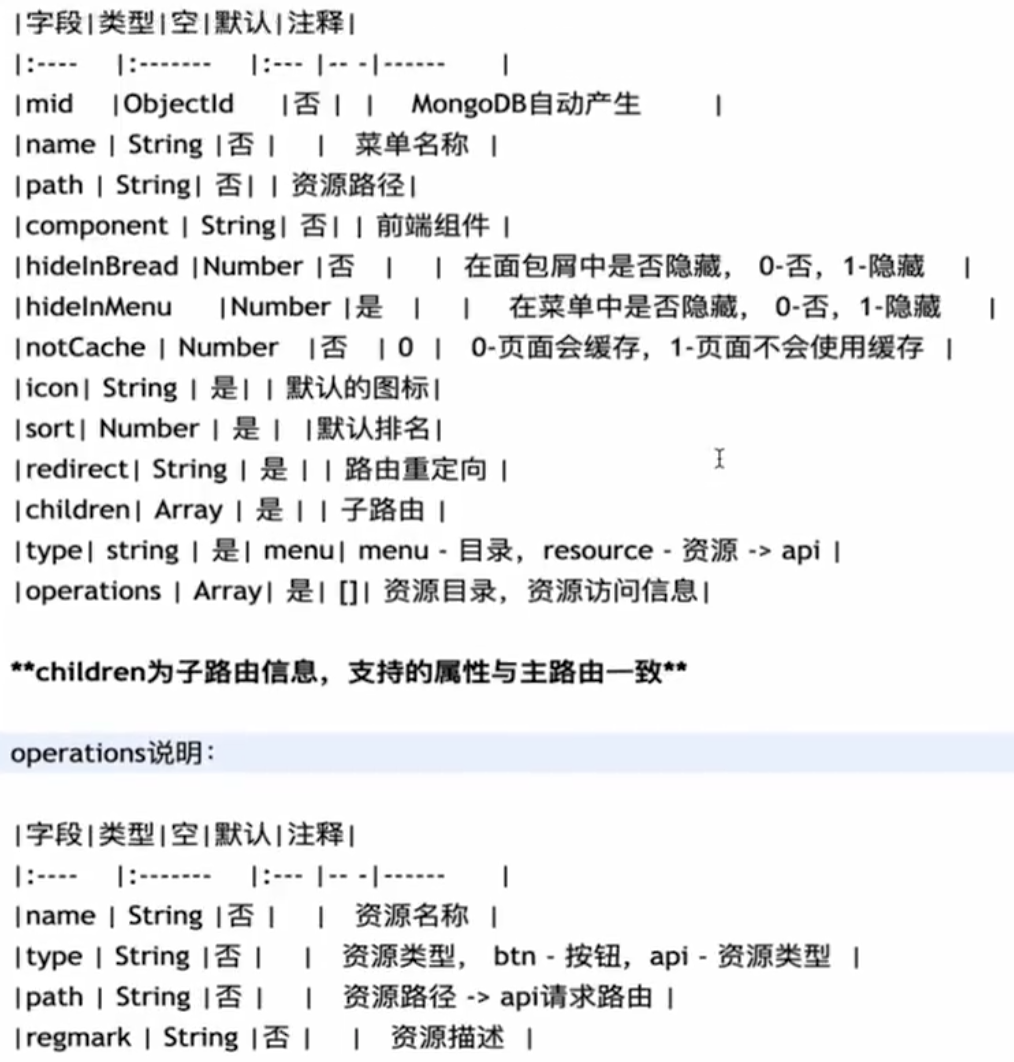 |字段|类型|空|默认|注释|
|:---- |:------- |:--- |-- -|------ |
|mid |ObjectId |否 | | MongoDB自动产生 |
|name | String |否 | | 菜单名称 |
|path | String| 否| | 资源路径|
|component | String| 否| | 前端组件 |
|hideInBread |Number |否 | | 在面包屑中是否隐藏， 0-否，1-隐藏 |
|hideInMenu |Number |是 | | 在菜单中是否隐藏， 0-否，1-隐藏 |
|notCache | Number |否 | 0 | 0-页面会缓存，1-页面不会使用缓存 |
|icon| String | 是| | 默认的图标|
|sort| Number | 是 | |默认排名|
|redirect| String | 是 | | 路由重定向 |
|children| Array | 是 | | 子路由 |
|type| string | 是| menu| menu - 目录，resource - 资源 -> api |
|operations | Array| 是| []| 资源目录，资源访问信息|
**children为子路由信息，支持的属性与主路由一致**
operations说明：
|字段|类型|空|默认|注释|
|:---- |:------- |:--- |-- -|------ |
|name | String |否 | | 资源名称 |
|type | String |否 | | 资源类型， btn - 按钮，api - 资源类型 |
|path | String |否 | | 资源路径 -> api请求路由 |
|regmark | String |否 | | 资源描述 |